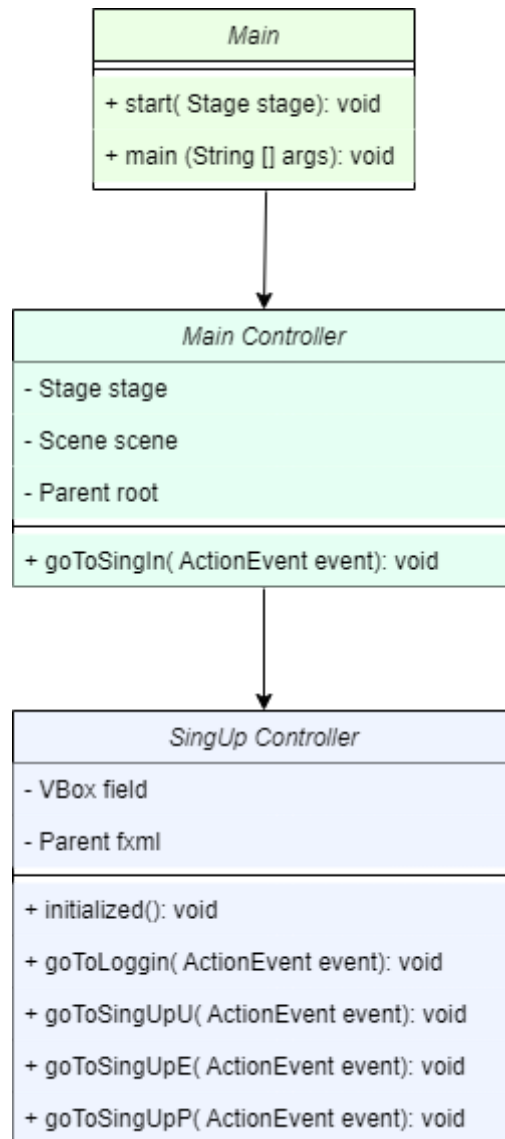 Main
+ start( Stage stage): void
+ main (String [] args): void
Main Controller
- Stage stage
- Scene scene
- Parent root
+ goToSingIn( ActionEvent event): void
SingUp Controller
- VBox field
- Parent fxml
+ initialized(): void
+ goToLoggin( ActionEvent event): void
+ goToSingUpU( ActionEvent event): void
+ goToSingUpE( ActionEvent event): void
+ goToSingUpP( ActionEvent event): void